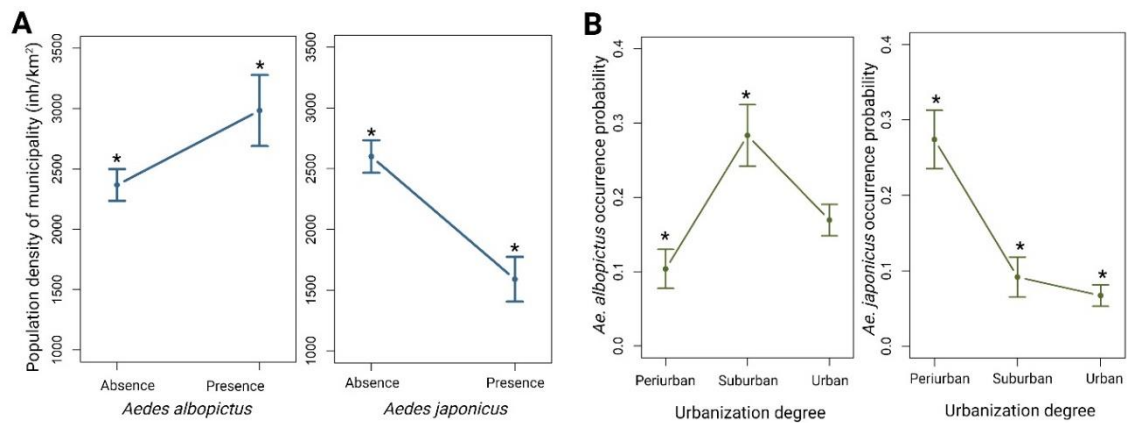 A
Population density of municipality (inh/km²)
3500
3000
2500
2000
1500
1000
*
*
Absence
Presence
Aedes albopictus
3500
3000
2500
2000
1500
1000
*
*
Absence
Presence
Aedes japonicus
B
Ae. albopictus occurrence probability
0.4
0.3
0.2
0.1
0.0
*
*
Periurban
Suburban
Urban
Urbanization degree
Ae. japonicus occurrence probability
0.4
0.3
0.2
0.1
0.0
*
*
*
Periurban
Suburban
Urban
Urbanization degree